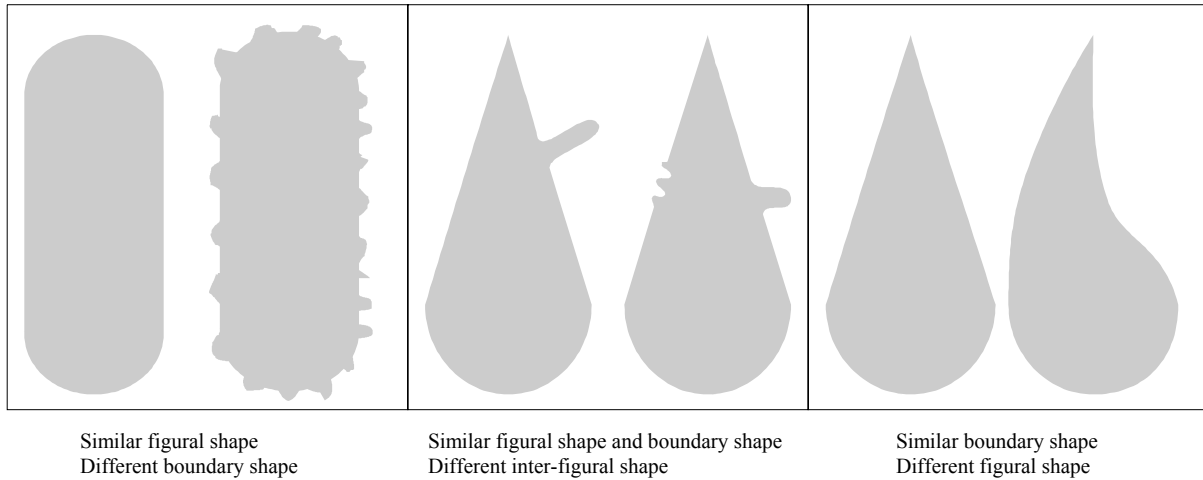 Similar figural shape
Different boundary shape
Similar figural shape and boundary shape
Different inter-figural shape
Similar boundary shape
Different figural shape